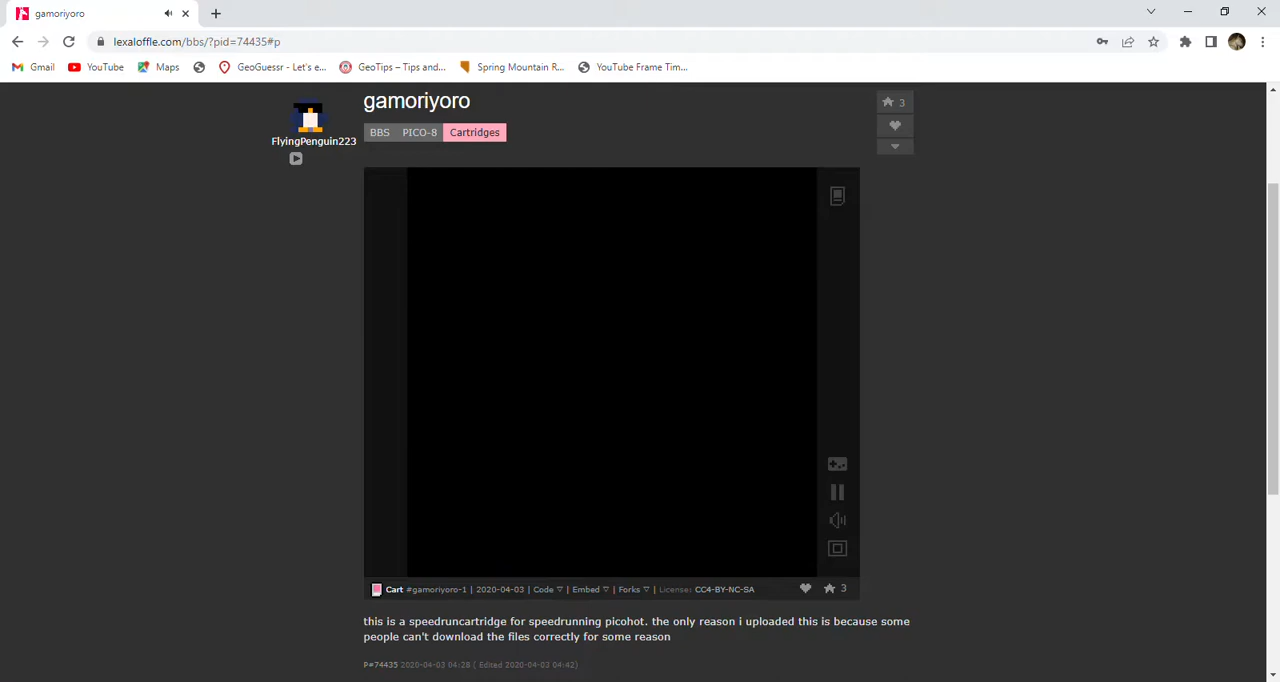 gamoriyoro
lexaloffle.com/bbs/?pid=74435#p
Gmail YouTube Maps GeoGuessr - Let's e... GeoTips – Tips and... Spring Mountain R... YouTube Frame Tim...
gamoriyoro
3
FlyingPenguin223
BBS PICO-8 Cartridges
Cart #gamoriyoro-1 | 2020-04-03 | Code ▽ | Embed ▽ | Forks ▽ | License: CC4-BY-NC-SA 3
this is a speedruncartridge for speedrunning picohot. the only reason i uploaded this is because some
people can't download the files correctly for some reason
P#74435 2020-04-03 04:28 ( Edited 2020-04-03 04:42)